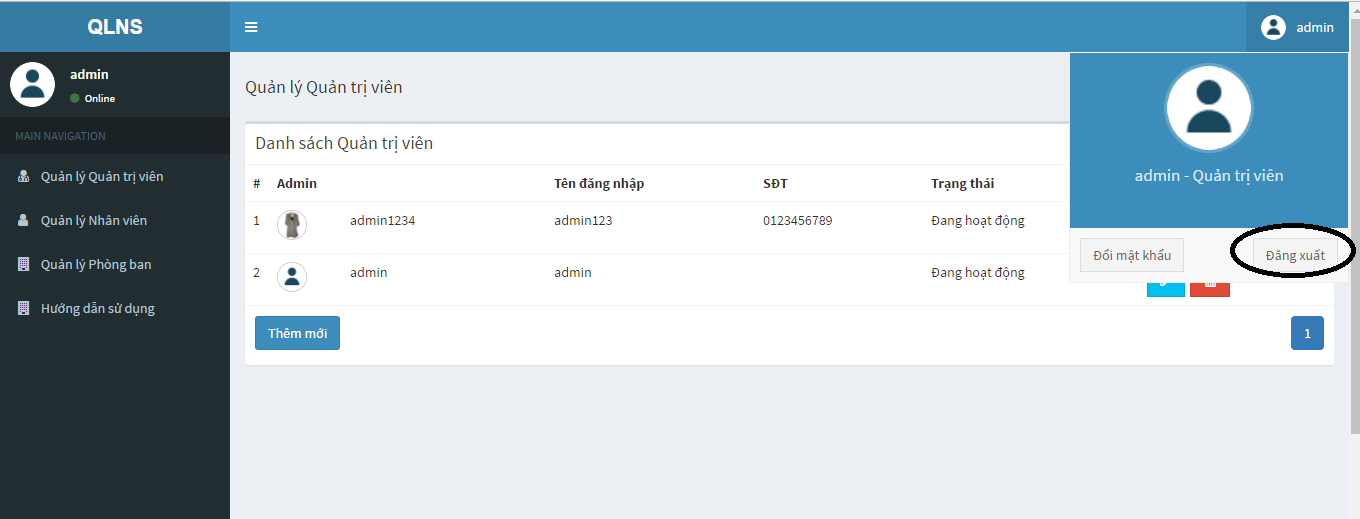 QLNS
admin
admin
Online
MAIN NAVIGATION
Quản lý Quản trị viên
Quản lý Nhân viên
Quản lý Phòng ban
Hướng dẫn sử dụng
Quản lý Quản trị viên
Danh sách Quản trị viên
# Admin Tên đăng nhập SĐT Trạng thái
1 admin1234 admin123 0123456789 Đang hoạt động
2 admin admin Đang hoạt động
Thêm mới
1
admin - Quản trị viên
Đổi mật khẩu
Đăng xuất